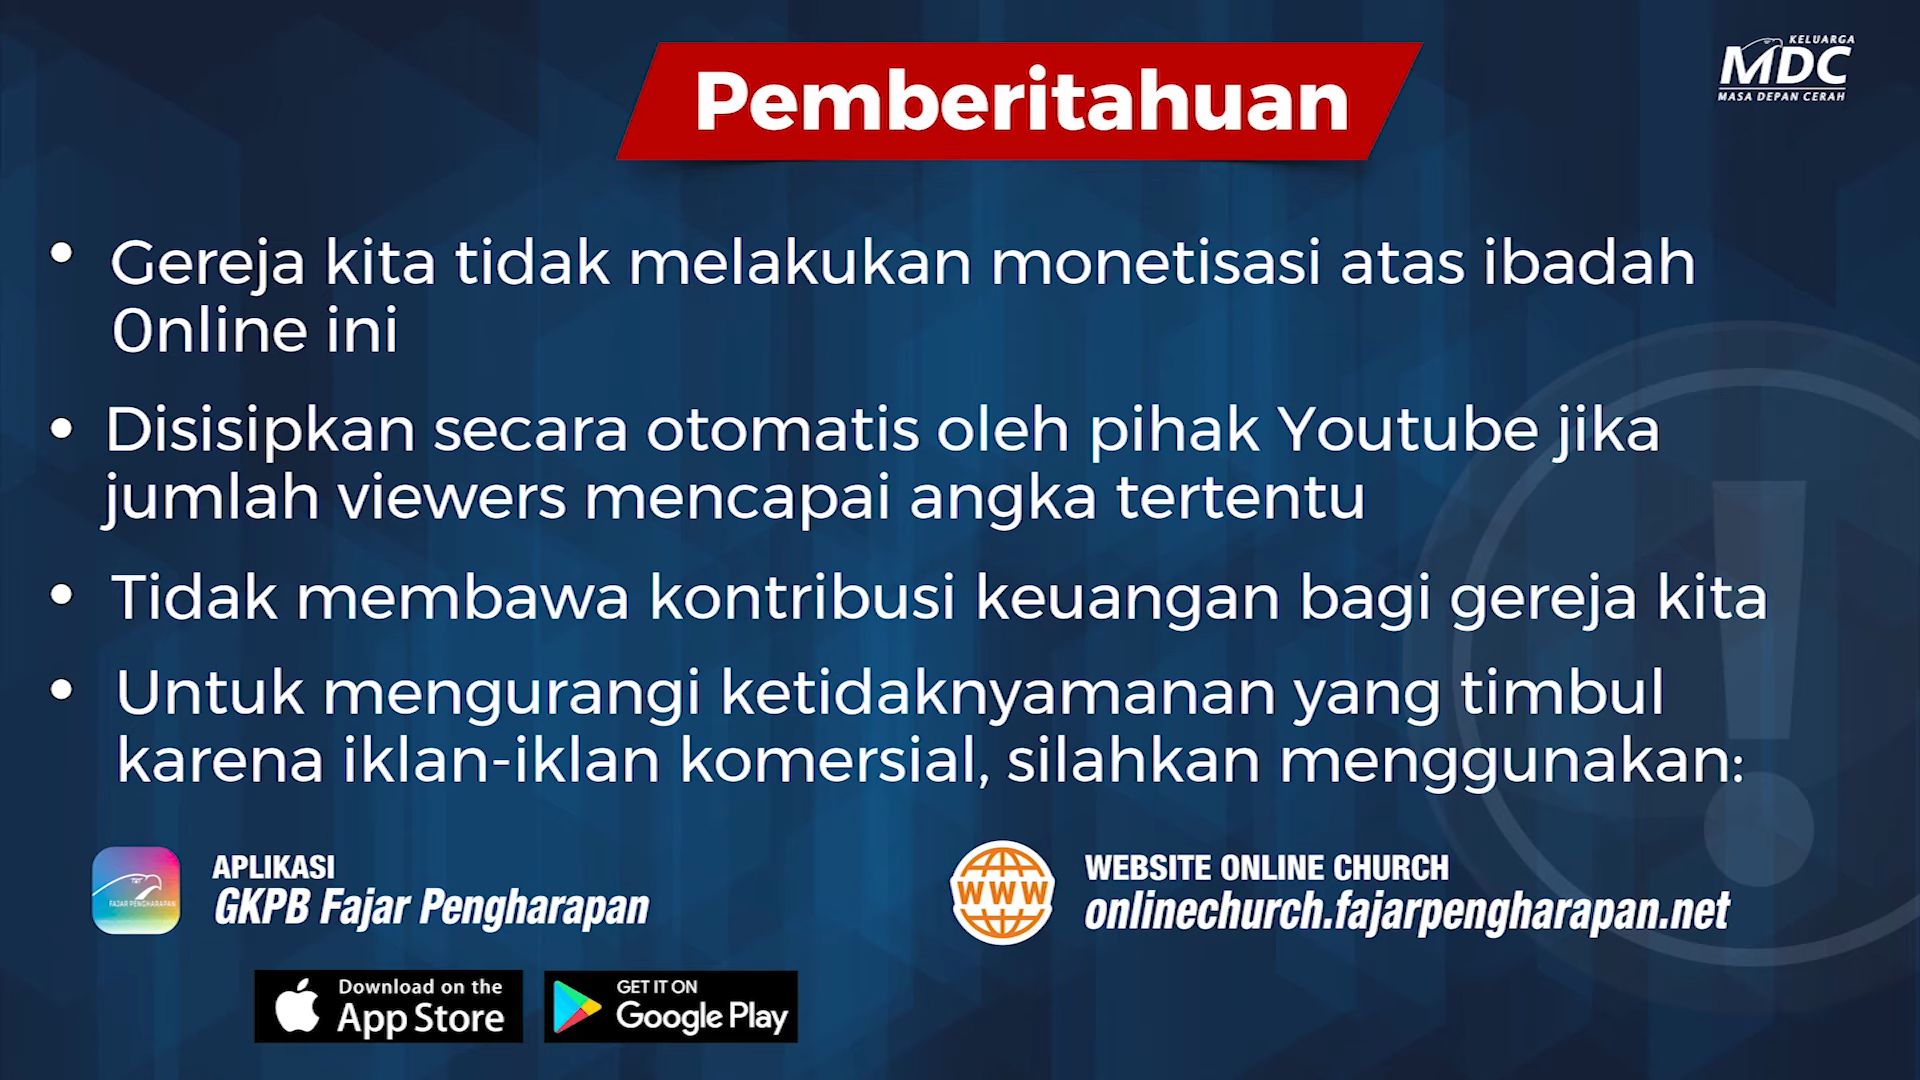 Pemberitahuan
KELUARGA
MDC
MASA DEPAN CERAH
• Gereja kita tidak melakukan monetisasi atas ibadah
0nline ini
• Disisipkan secara otomatis oleh pihak Youtube jika
jumlah viewers mencapai angka tertentu
• Tidak membawa kontribusi keuangan bagi gereja kita
• Untuk mengurangi ketidaknyamanan yang timbul
karena iklan-iklan komersial, silahkan menggunakan:
FAJAR PENGHARAPAN
APLIKASI
GKPB Fajar Pengharapan
Download on the
App Store
GET IT ON
Google Play
WWW
WEBSITE ONLINE CHURCH
onlinechurch.fajarpengharapan.net